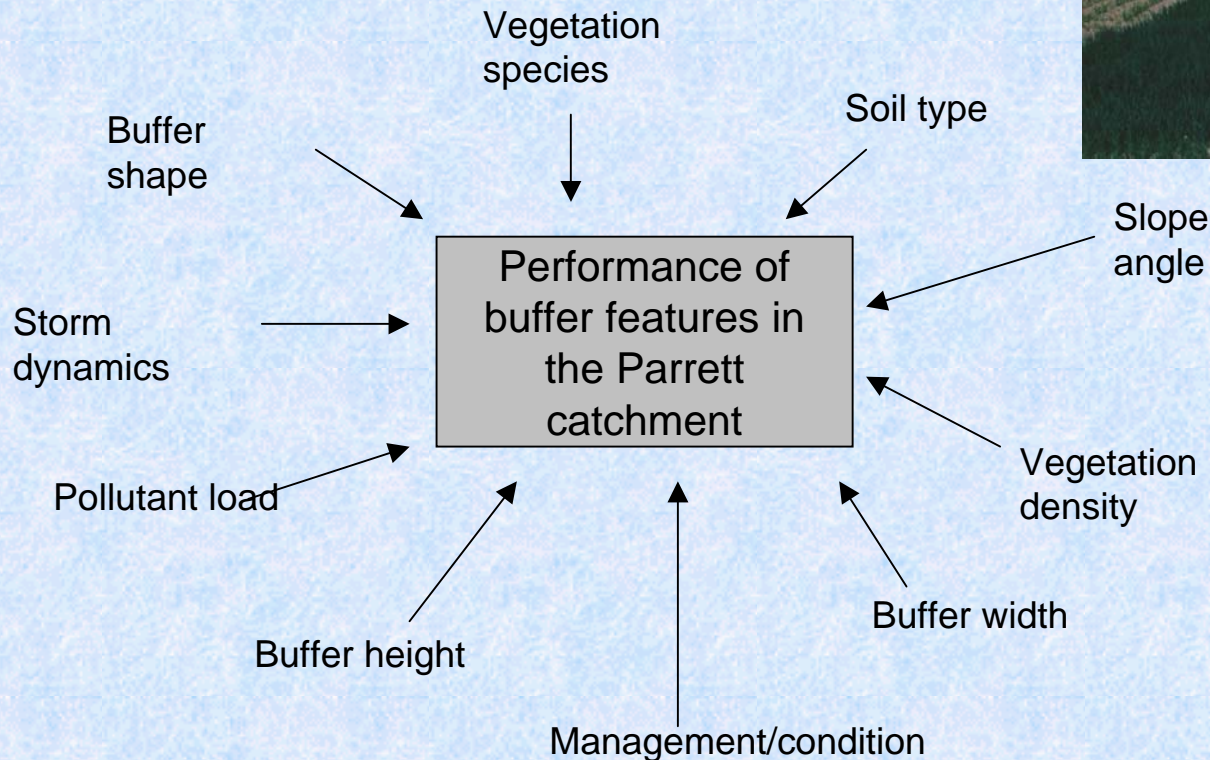 Vegetation
species
Soil type
Buffer
shape
Slope
angle
Performance of
buffer features in
the Parrett
catchment
Storm
dynamics
Vegetation
density
Pollutant load
Buffer width
Buffer height
Management/condition